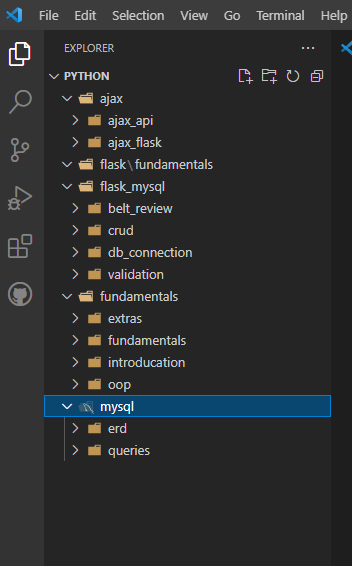 File Edit Selection View Go Run Terminal Help
EXPLORER ...
PYTHON
ajax
ajax_api
ajax_flask
flask\fundamentals
flask_mysql
belt_review
crud
db_connection
validation
fundamentals
extras
fundamentals
introducation
oop
mysql
erd
queries